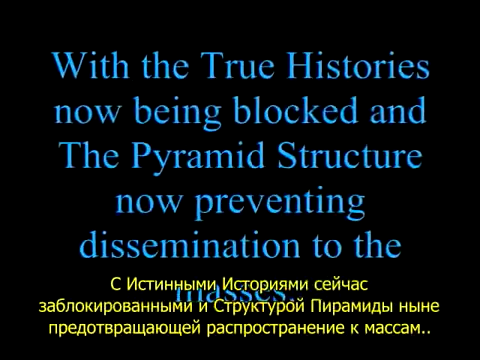 With the True Histories
now being blocked and
The Pyramid Structure
now preventing
dissemination to the
masses.
С Истинными Историями сейчас
заблокированными и Структурой Пирамиды ныне
предотвращающей распространение к массам..